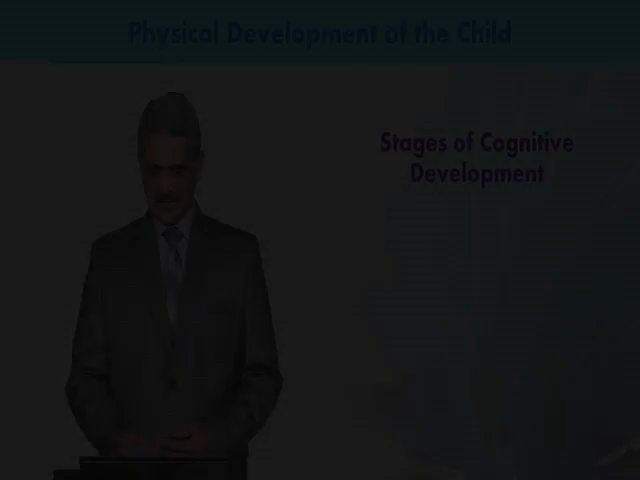 Physical Development of the Child
Stages of Cognitive
Development